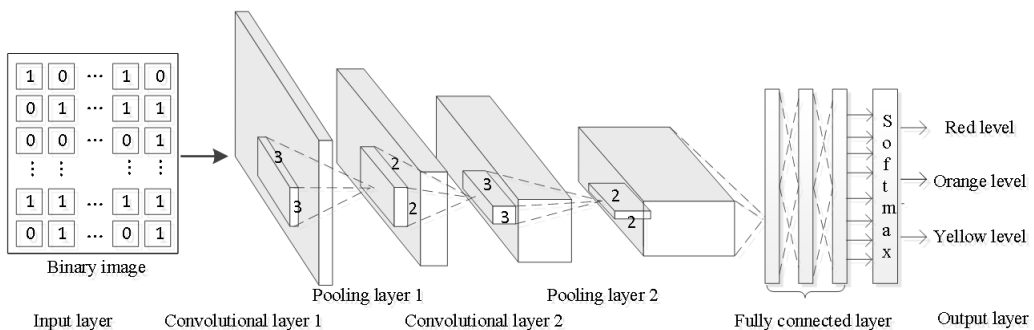 1 0 ... 1 0
0 1 ... 1 1
0 0 ... 0 1
⋮ ⋮ ⋮ ⋮
1 1 ... 1 1
0 1 ... 0 1
Binary image
3
3
2
2
3
3
2
2
Softmax
Red level
Orange level
Yellow level
Pooling layer 1
Pooling layer 2
Input layer
Convolutional layer 1
Convolutional layer 2
Fully connected layer
Output layer